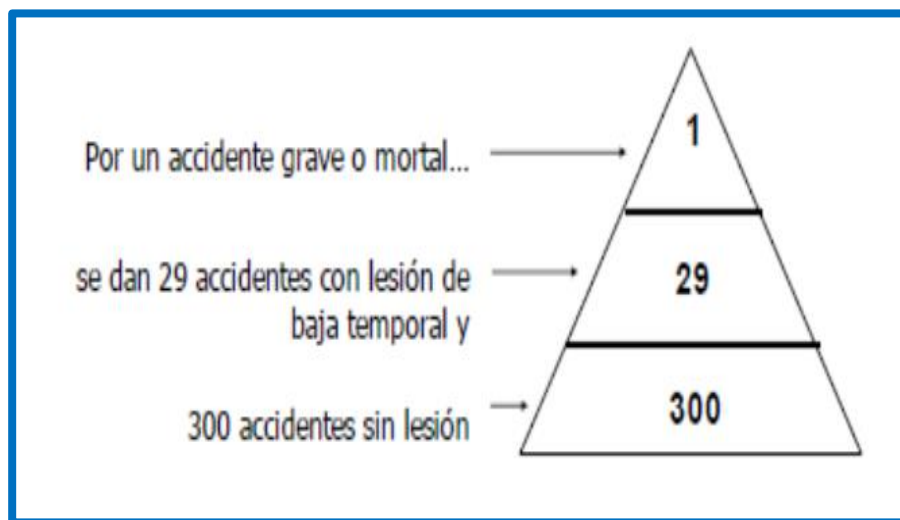 Por un accidente grave o mortal...
1
se dan 29 accidentes con lesión de
baja temporal y
29
300 accidentes sin lesión
300